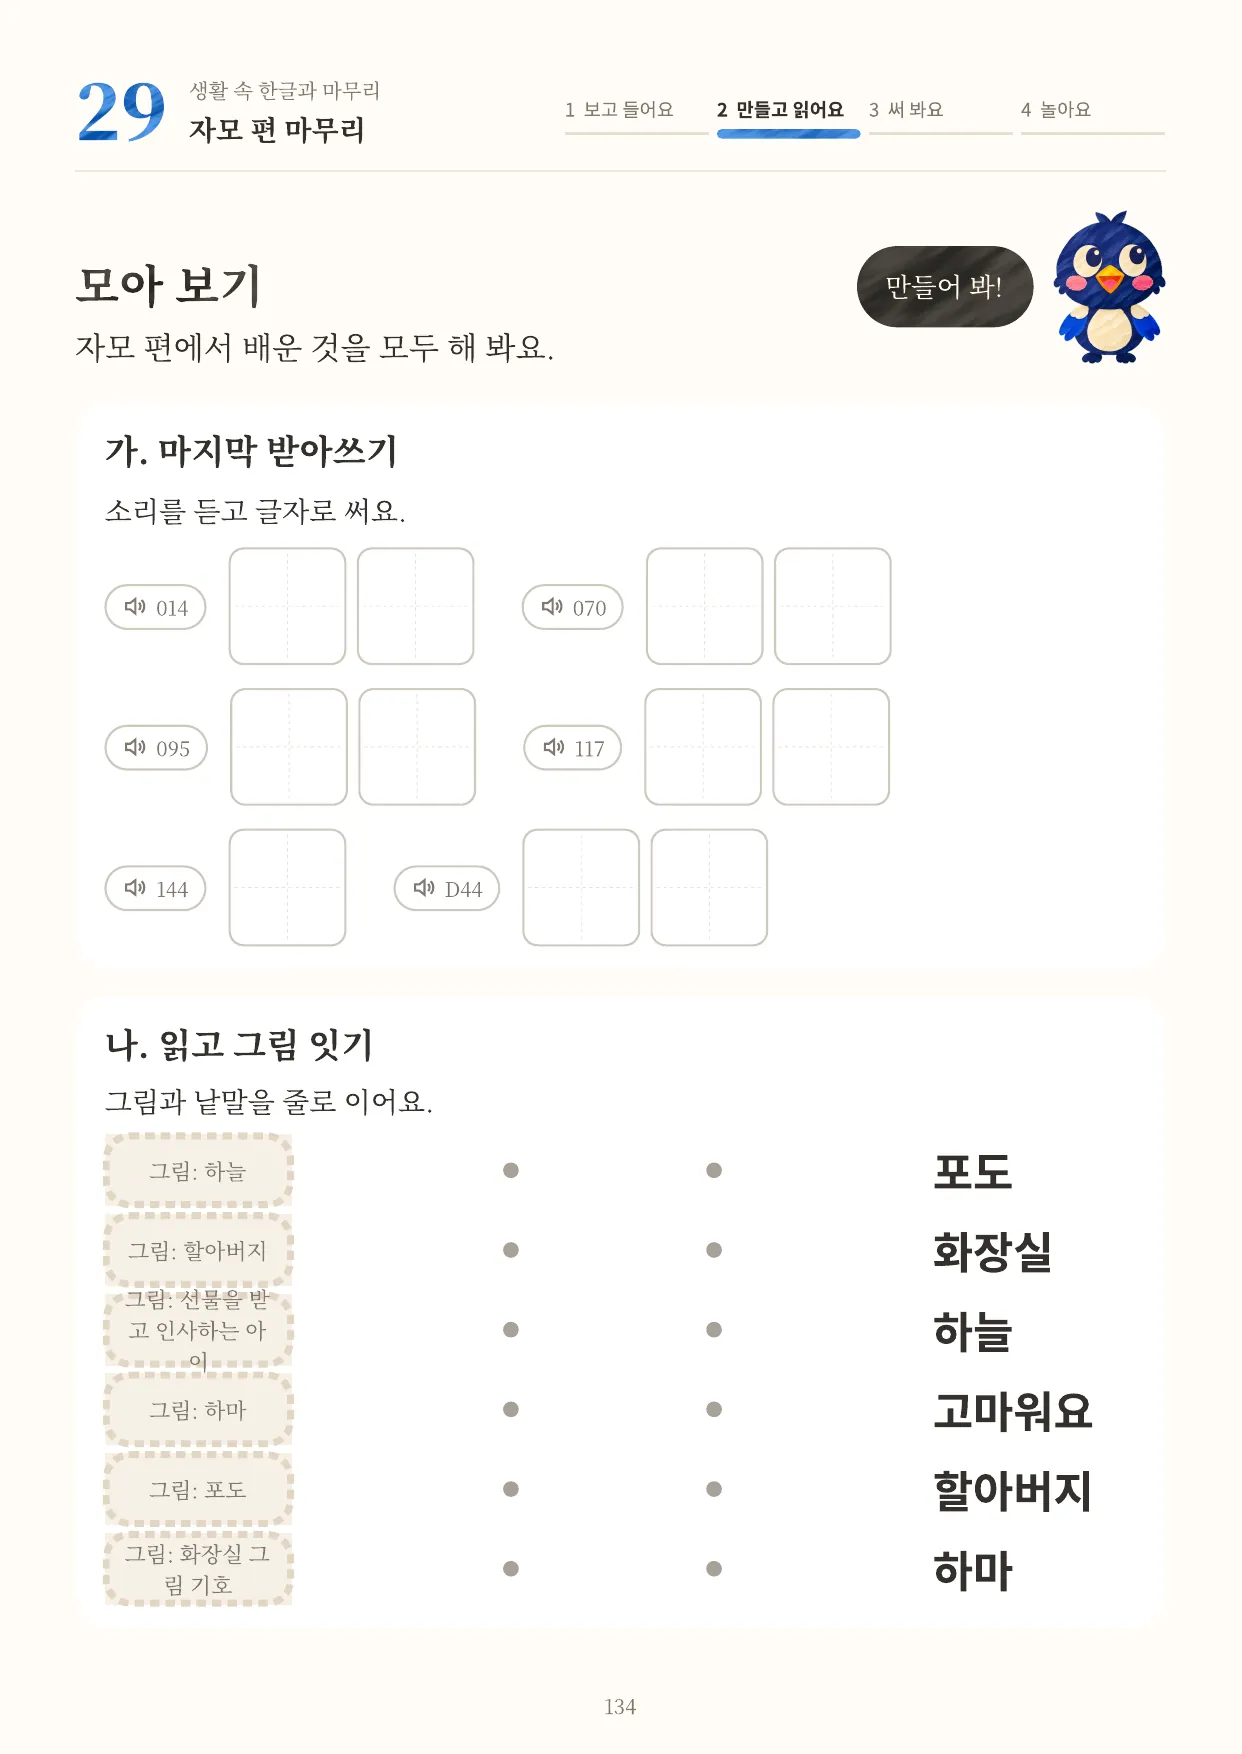 29
생활 속 한글과 마무리
자모 편 마무리
1 보고 들어요
2 만들고 읽어요
3 써 봐요
4 놀아요
모아 보기
자모 편에서 배운 것을 모두 해 봐요.
만들어 봐!
가. 마지막 받아쓰기
소리를 듣고 글자로 써요.
014
070
095
117
144
D44
나. 읽고 그림 잇기
그림과 낱말을 줄로 이어요.
그림: 하늘
포도
그림: 할아버지
화장실
그림: 선물을 받
고 인사하는 아
이
하늘
그림: 하마
고마워요
그림: 포도
할아버지
그림: 화장실 그
림 기호
하마
134